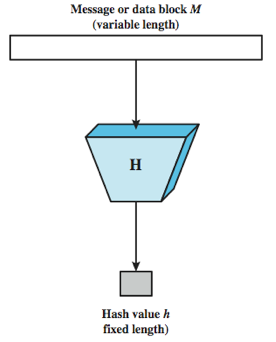 Message or data block M
(variable length)
H
Hash value h
fixed length)